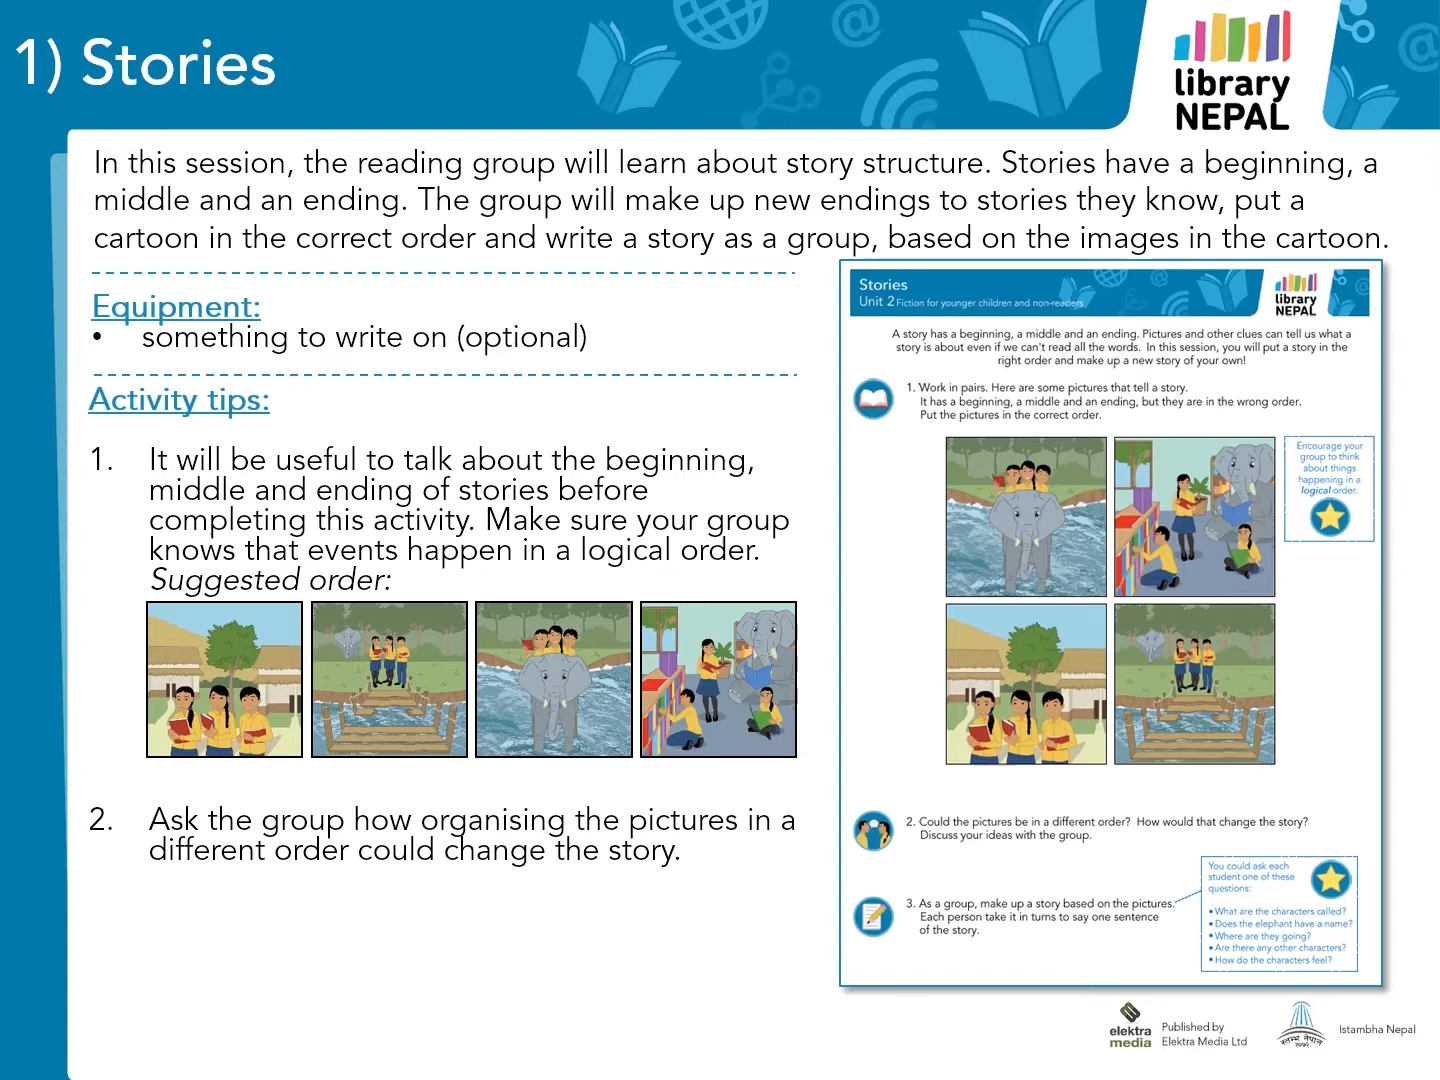 1) Stories
library
NEPAL
In this session, the reading group will learn about story structure. Stories have a beginning, a
middle and an ending. The group will make up new endings to stories they know, put a
cartoon in the correct order and write a story as a group, based on the images in the cartoon.
Equipment:
• something to write on (optional)
Activity tips:
1. It will be useful to talk about the beginning,
middle and ending of stories before
completing this activity. Make sure your group
knows that events happen in a logical order.
Suggested order:
2. Ask the group how organising the pictures in a
different order could change the story.
Stories
Unit 2 Fiction for younger children and non-readers
library
NEPAL
A story has a beginning, a middle and an ending. Pictures and other clues can tell us what a
story is about even if we can't read all the words. In this session, you will put a story in the
right order and make up a new story of your own!
1. Work in pairs. Here are some pictures that tell a story.
It has a beginning, a middle and an ending, but they are in the wrong order.
Put the pictures in the correct order.
Encourage your
group to think
about things
happening in a
logical order.
2. Could the pictures be in a different order? How would that change the story?
Discuss your ideas with the group.
3. As a group, make up a story based on the pictures.
Each person take it in turns to say one sentence
of the story.
You could ask each
student one of these
questions:
• What are the characters called?
• Does the elephant have a name?
• Where are they going?
• Are there any other characters?
• How do the characters feel?
elektra
media
Published by
Elektra Media Ltd
स्तम्भ नेपाल
२०७२
Istambha Nepal